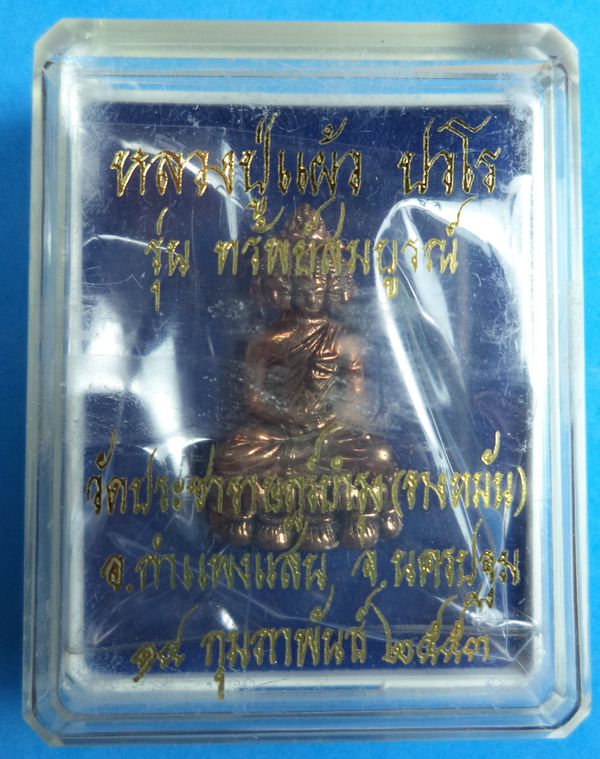 หลวงปู่แผ้ว ปวโร
รุ่น ทรัพย์สมบูรณ์
วัดประชาราษฎร์บำรุง(รางหมัน)
อ.กำแพงแสน จ.นครปฐม
๑๔ กุมภาพันธ์ ๒๕๕๓